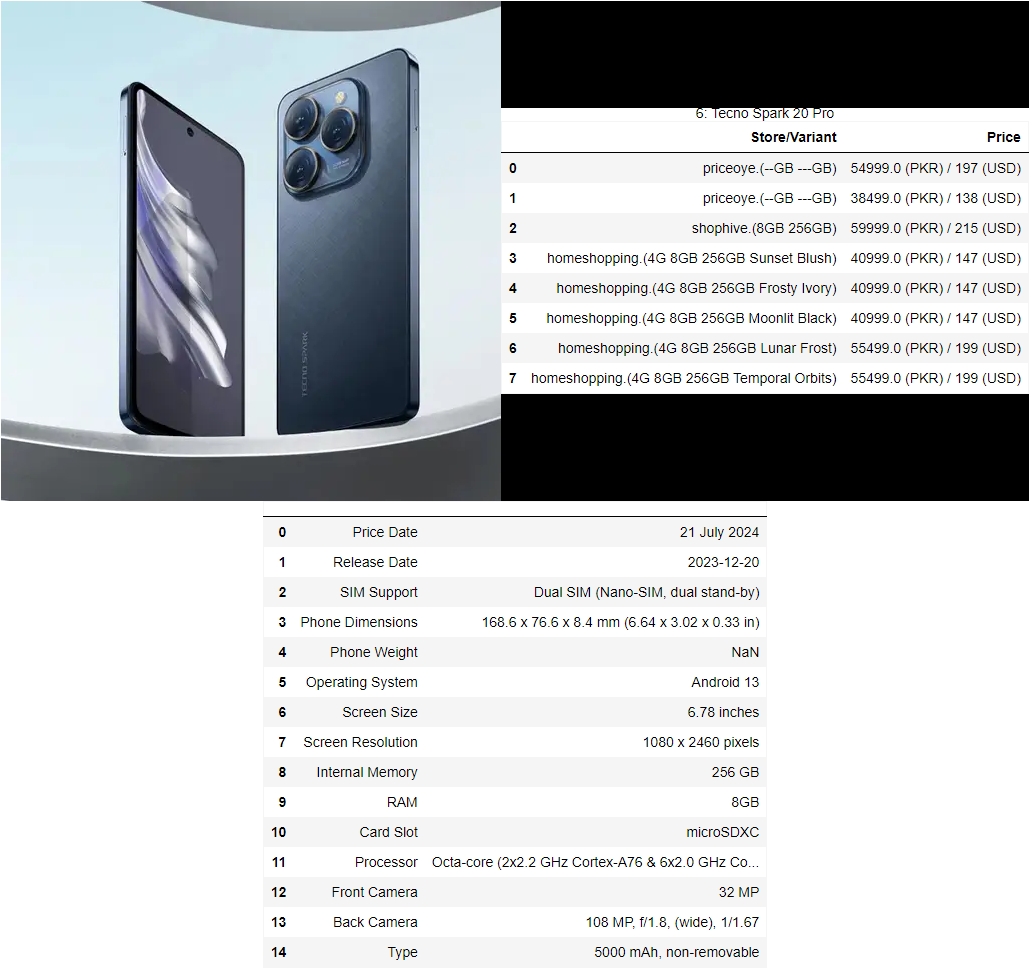 TECNO SPARK
6: Tecno Spark 20 Pro
Store/Variant Price
0 priceoye.(--GB ---GB) 54999.0 (PKR) / 197 (USD)
1 priceoye.(--GB ---GB) 38499.0 (PKR) / 138 (USD)
2 shophive.(8GB 256GB) 59999.0 (PKR) / 215 (USD)
3 homeshopping.(4G 8GB 256GB Sunset Blush) 40999.0 (PKR) / 147 (USD)
4 homeshopping.(4G 8GB 256GB Frosty Ivory) 40999.0 (PKR) / 147 (USD)
5 homeshopping.(4G 8GB 256GB Moonlit Black) 40999.0 (PKR) / 147 (USD)
6 homeshopping.(4G 8GB 256GB Lunar Frost) 55499.0 (PKR) / 199 (USD)
7 homeshopping.(4G 8GB 256GB Temporal Orbits) 55499.0 (PKR) / 199 (USD)
0 Price Date 21 July 2024
1 Release Date 2023-12-20
2 SIM Support Dual SIM (Nano-SIM, dual stand-by)
3 Phone Dimensions 168.6 x 76.6 x 8.4 mm (6.64 x 3.02 x 0.33 in)
4 Phone Weight NaN
5 Operating System Android 13
6 Screen Size 6.78 inches
7 Screen Resolution 1080 x 2460 pixels
8 Internal Memory 256 GB
9 RAM 8GB
10 Card Slot microSDXC
11 Processor Octa-core (2x2.2 GHz Cortex-A76 & 6x2.0 GHz Co...
12 Front Camera 32 MP
13 Back Camera 108 MP, f/1.8, (wide), 1/1.67
14 Type 5000 mAh, non-removable